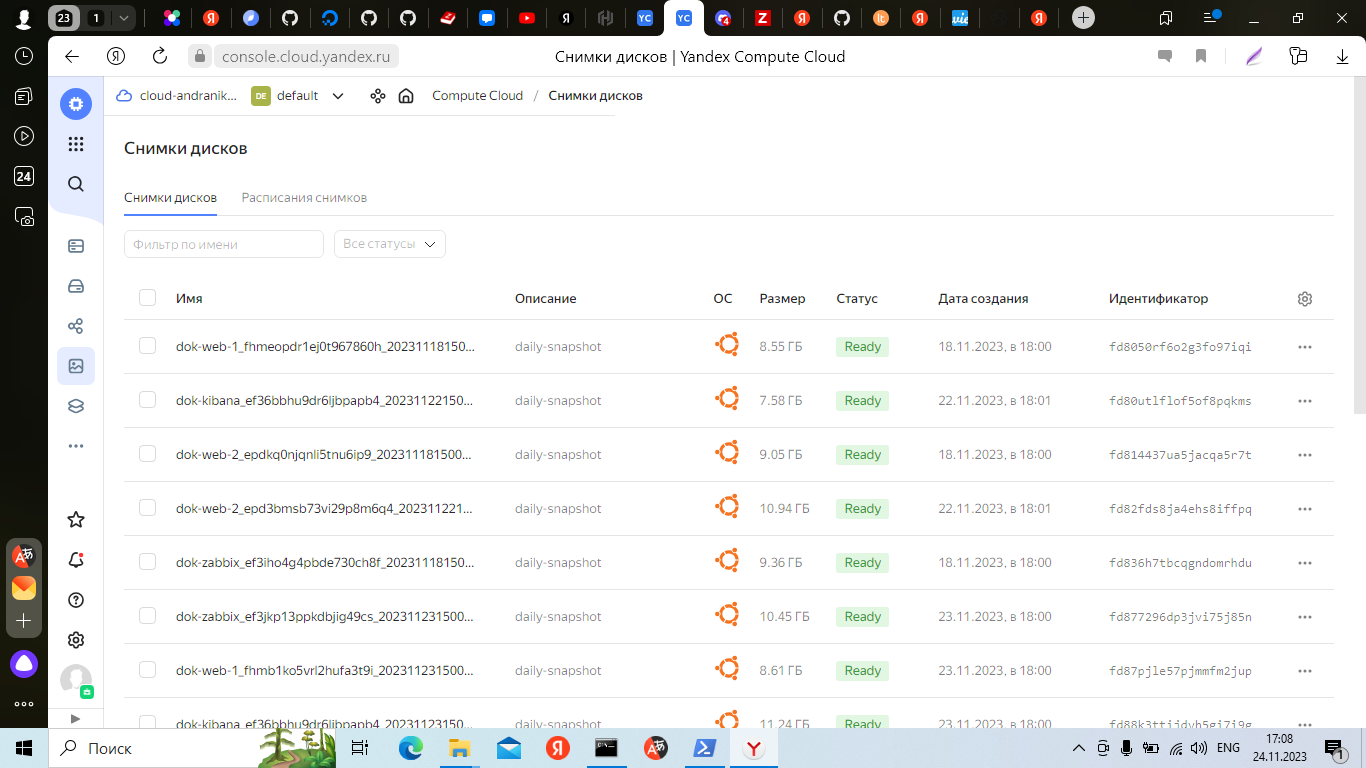 23
1
YC
YC
4
Z
lt
vie
console.cloud.yandex.ru
Снимки дисков | Yandex Compute Cloud
24
cloud-andranik...
DE
default
Compute Cloud / Снимки дисков
Снимки дисков
Снимки дисков
Расписания снимков
Фильтр по имени
Все статусы
Имя Описание ОС Размер Статус Дата создания Идентификатор
dok-web-1_fhmeopdr1ej0t967860h_20231118150... daily-snapshot 8.55 ГБ Ready 18.11.2023, в 18:00 fd8050rf6o2g3fo97iqi
dok-kibana_ef36bbhu9dr6ljbpapb4_20231122150... daily-snapshot 7.58 ГБ Ready 22.11.2023, в 18:01 fd80utlflof5of8pqkms
dok-web-2_epdkq0njqnli5tnu6ip9_202311181500... daily-snapshot 9.05 ГБ Ready 18.11.2023, в 18:00 fd814437ua5jacqa5r7t
dok-web-2_epd3bmsb73vi29p8m6q4_202311221... daily-snapshot 10.94 ГБ Ready 22.11.2023, в 18:01 fd82fds8ja4ehs8iffpq
dok-zabbix_ef3iho4g4pbde730ch8f_20231118150... daily-snapshot 9.36 ГБ Ready 18.11.2023, в 18:00 fd836h7tbcqgndomrhdu
dok-zabbix_ef3jkp13ppkdbjig49cs_202311231500... daily-snapshot 10.45 ГБ Ready 23.11.2023, в 18:00 fd877296dp3jvi75j85n
dok-web-1_fhmb1ko5vrl2hufa3t9i_202311231500... daily-snapshot 8.61 ГБ Ready 23.11.2023, в 18:00 fd87pjle57pjmmfm2jup
dok-kibana_ef36bbhu9dr6ljbpapb4_20231123150... daily-snapshot 11.24 ГБ Ready 23.11.2023, в 18:00
Поиск
ENG
17:08
24.11.2023
1